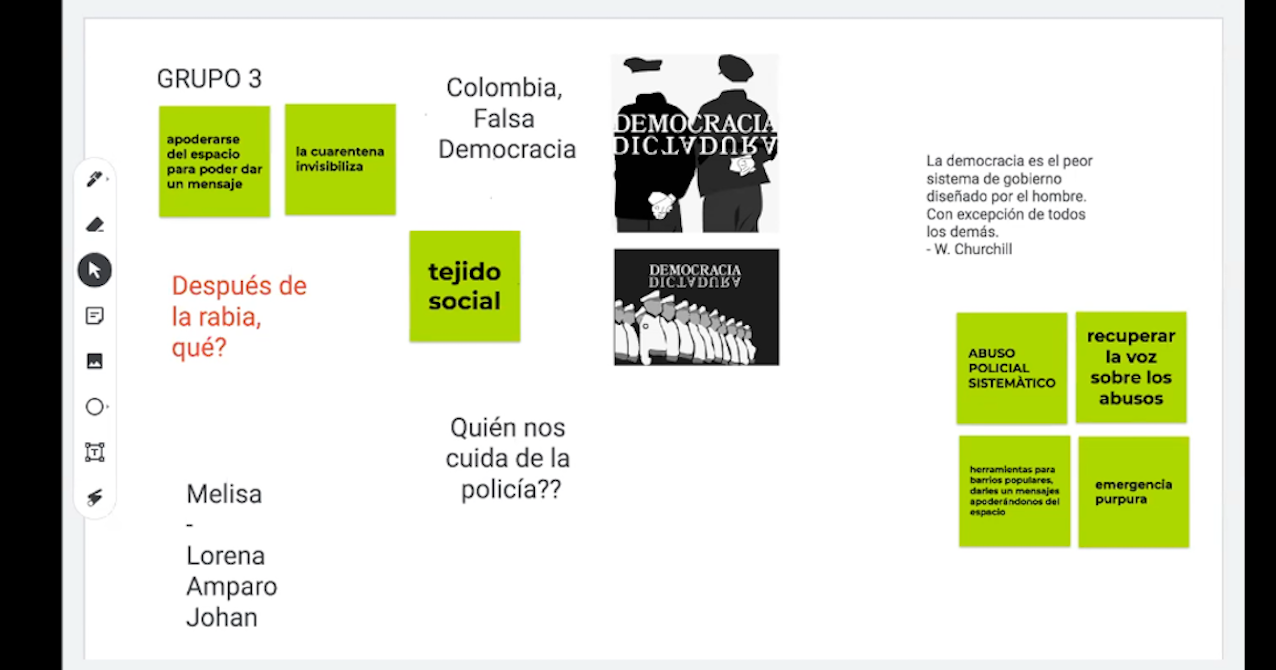 GRUPO 3
apoderarse
del espacio
para poder dar
un mensaje
la cuarentena
invisibiliza
Colombia,
Falsa
Democracia
DEMOCRACIA
DICTADURA
La democracia es el peor
sistema de gobierno
diseñado por el hombre.
Con excepción de todos
los demás.
- W. Churchill
Después de
la rabia,
qué?
tejido
social
DEMOCRACIA
DICTADURA
ABUSO
POLICIAL
SISTEMÀTICO
recuperar
la voz
sobre los
abusos
Quién nos
cuida de la
policía??
herramientas para
barrios populares,
darles un mensajes
apoderándonos del
espacio
emergencia
purpura
Melisa
-
Lorena
Amparo
Johan